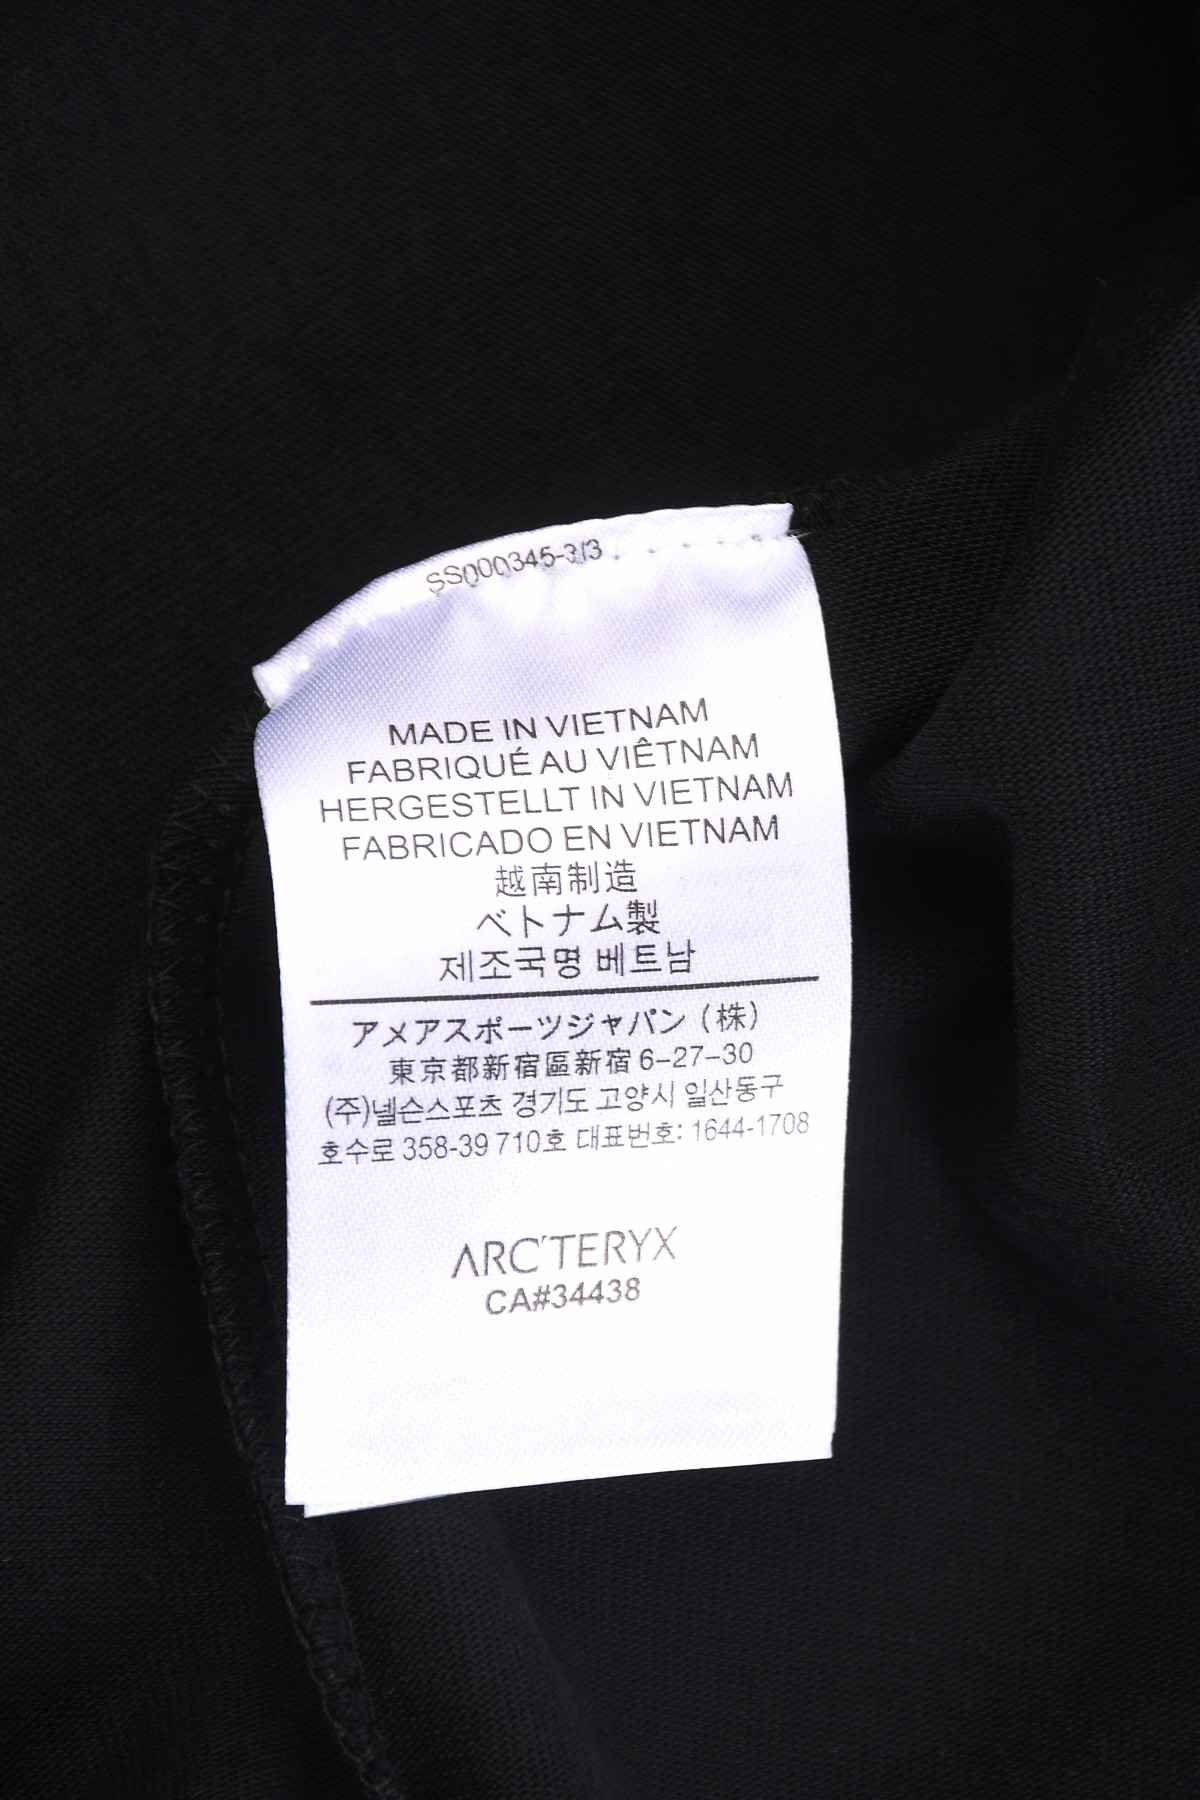 SS000345-3/3
MADE IN VIETNAM
FABRIQUÉ AU VIÊTNAM
HERGESTELLT IN VIETNAM
FABRICADO EN VIETNAM
越南制造
ベトナム製
제조국명 베트남
アメアスポーツジャパン（株）
東京都新宿區新宿 6-27-30
(주)넬슨스포츠 경기도 고양시 일산동구
호수로 358-39 710호 대표번호: 1644-1708
ARC'TERYX
CA#34438